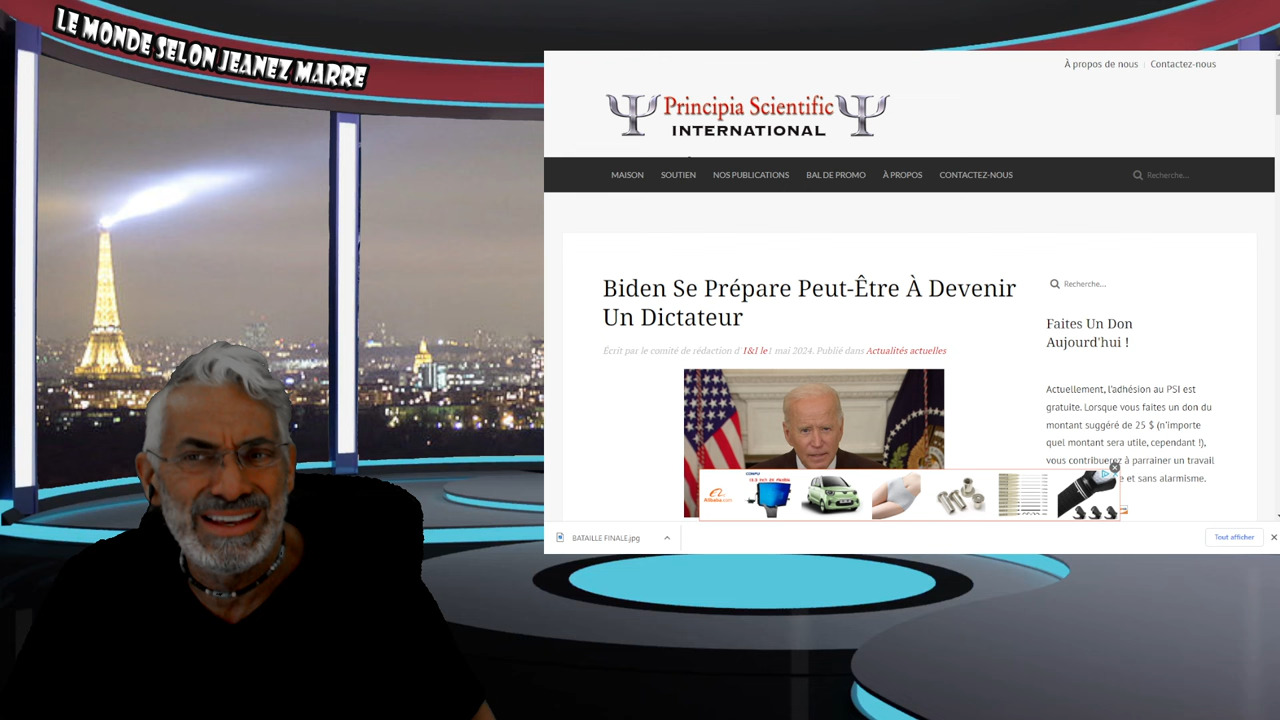 LE MONDE SELON JEANEZ MARRE
À propos de nous
Contactez-nous
Principia Scientific
INTERNATIONAL
MAISON
SOUTIEN
NOS PUBLICATIONS
BAL DE PROMO
À PROPOS
CONTACTEZ-NOUS
Recherche...
Biden Se Prépare Peut-Être À Devenir
Un Dictateur
Écrit par le comité de rédaction d' I&I le 1 mai 2024. Publié dans Actualités actuelles
Recherche...
Faites Un Don
Aujourd'hui !
Actuellement, l'adhésion au PSI est
gratuite. Lorsque vous faites un don du
montant suggéré de 25 $ (n'importe
quel montant sera utile, cependant !),
vous contribuerez à parrainer un travail
et sans alarmisme.
Alibaba.com
BATAILLE FINALE.jpg
Tout afficher